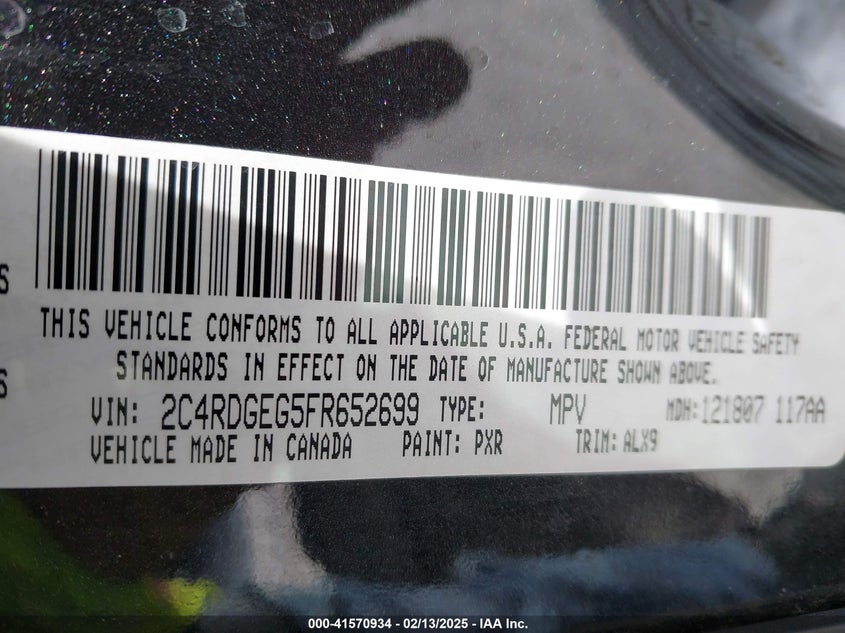 S
THIS VEHICLE CONFORMS TO ALL APPLICABLE U.S.A. FEDERAL MOTOR VEHICLE SAFETY
STANDARDS IN EFFECT ON THE DATE OF MANUFACTURE SHOWN ABOVE.
S
VIN: 2C4RDGEG5FR652699 TYPE: MPV MDH:121807 117AA
VEHICLE MADE IN CANADA PAINT: PXR TRIM: ALX9
000-41570934 - 02/13/2025 - IAA Inc.